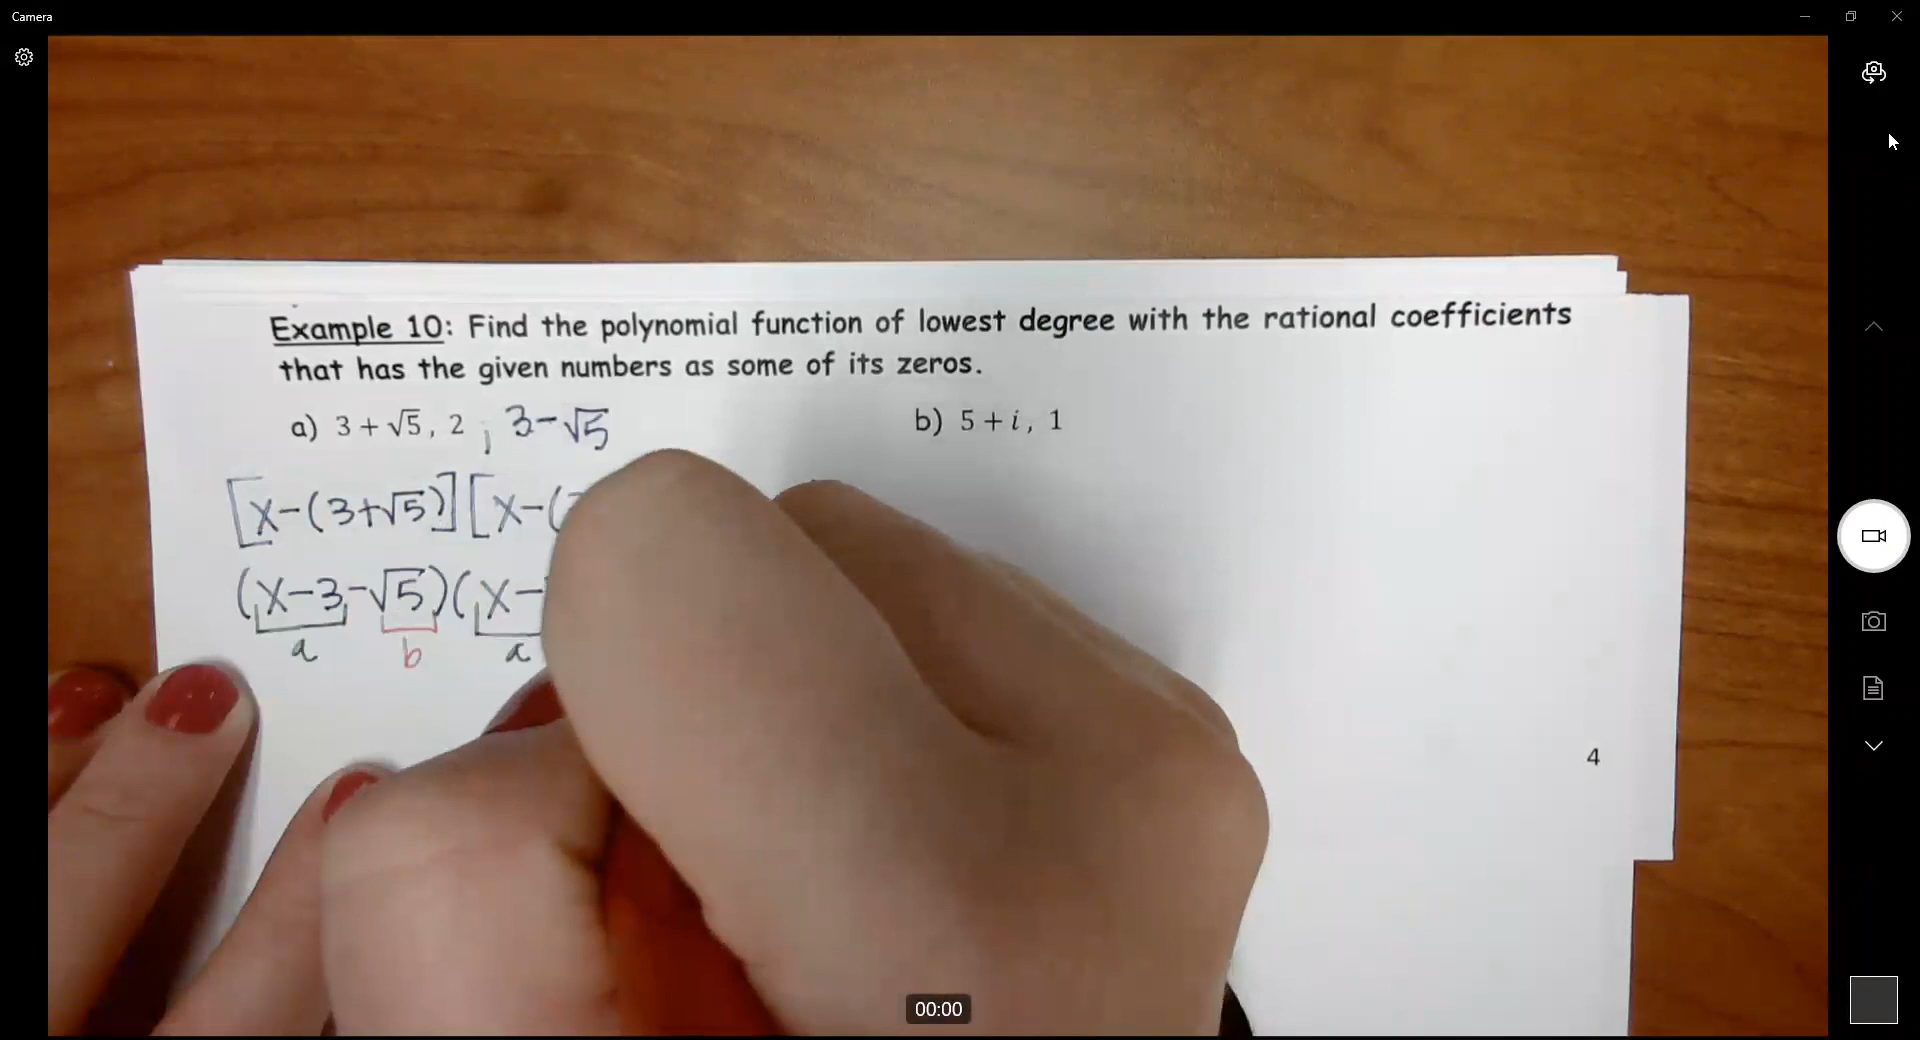 Camera
Example 10: Find the polynomial function of lowest degree with the rational coefficients
that has the given numbers as some of its zeros.
a) 3 + √5, 2 ; 3-√5
b) 5 + i, 1
[x-(3+√5)][x-(
(x-3-√5)(x-
a b a
4
00:00